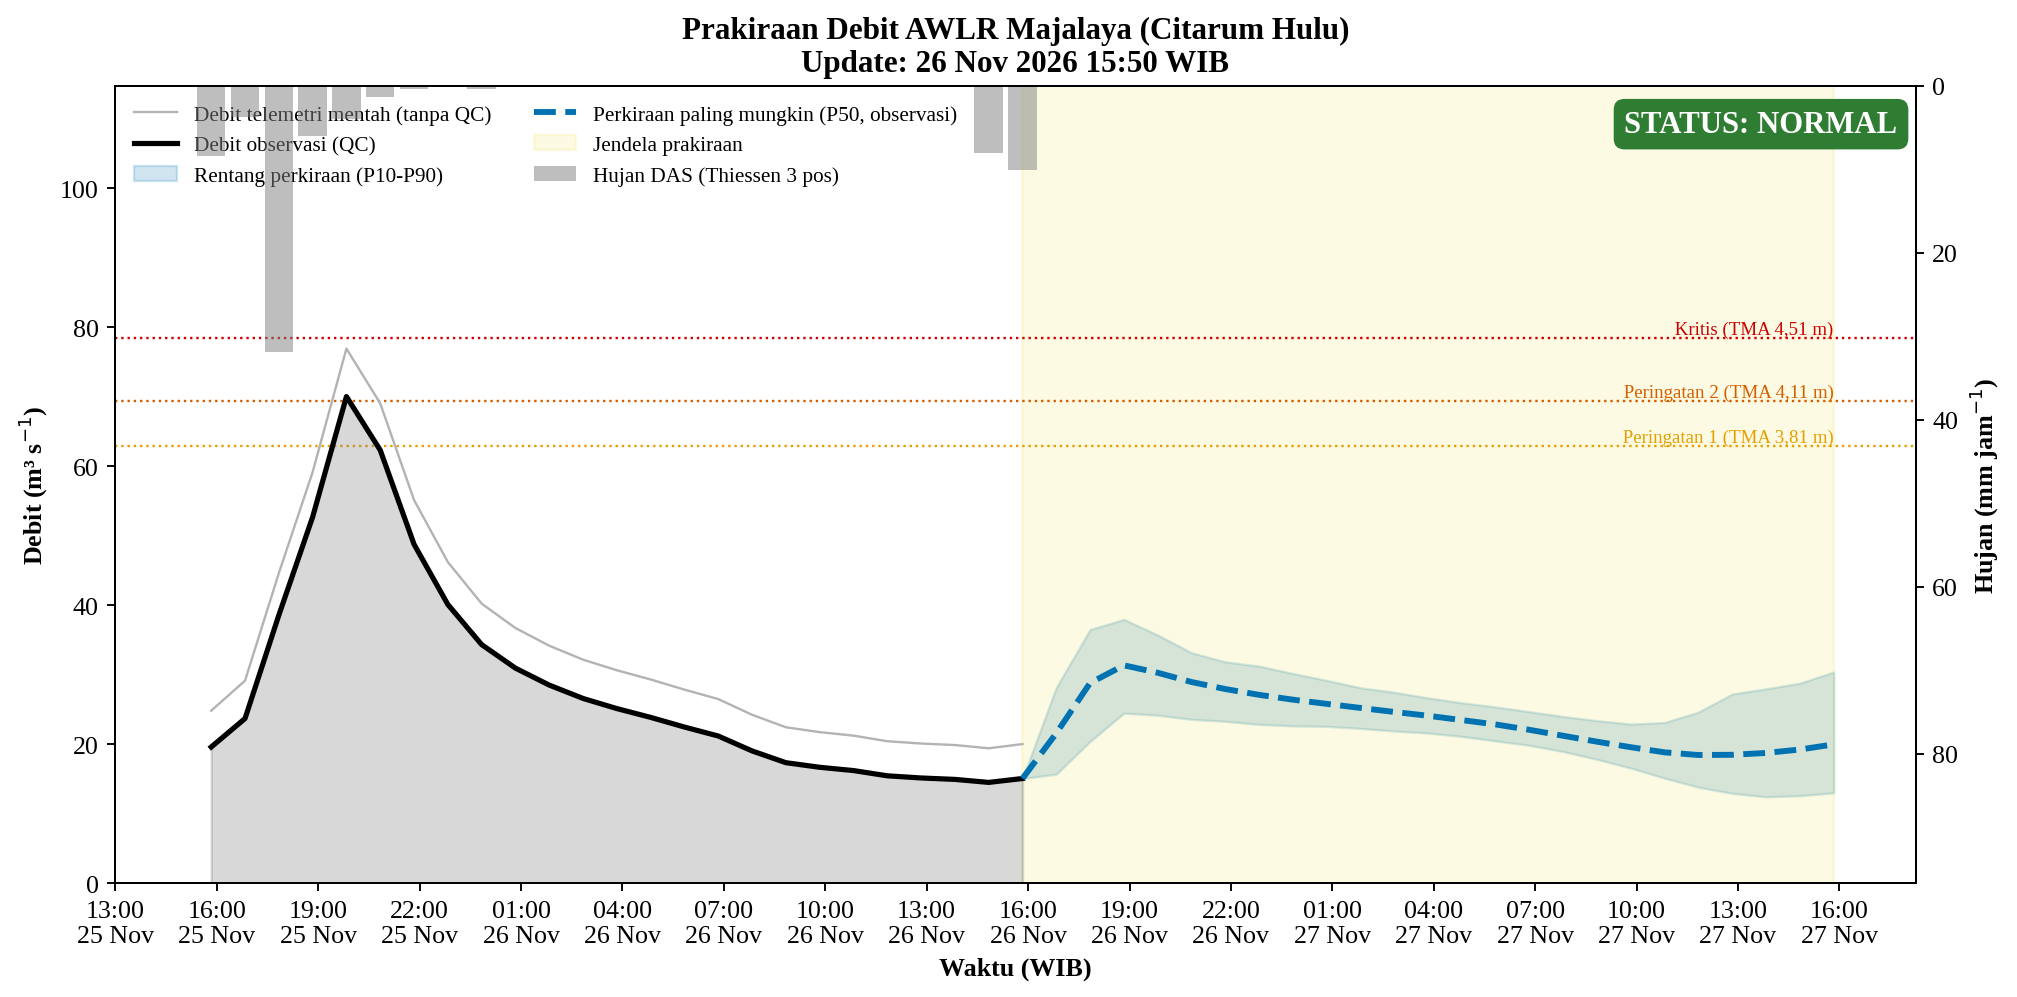 Prakiraan Debit AWLR Majalaya (Citarum Hulu)
Update: 26 Nov 2026 15:50 WIB
Debit telemetri mentah (tanpa QC)
Debit observasi (QC)
Rentang perkiraan (P10-P90)
Perkiraan paling mungkin (P50, observasi)
Jendela prakiraan
Hujan DAS (Thiessen 3 pos)
STATUS: NORMAL
Kritis (TMA 4,51 m)
Peringatan 2 (TMA 4,11 m)
Peringatan 1 (TMA 3,81 m)
Debit (m³ s⁻¹)
100
80
60
40
20
0
0
20
40
60
80
Hujan (mm jam⁻¹)
13:00 16:00 19:00 22:00 01:00 04:00 07:00 10:00 13:00 16:00 19:00 22:00 01:00 04:00 07:00 10:00 13:00 16:00
25 Nov 25 Nov 25 Nov 25 Nov 26 Nov 26 Nov 26 Nov 26 Nov 26 Nov 26 Nov 26 Nov 26 Nov 27 Nov 27 Nov 27 Nov 27 Nov 27 Nov 27 Nov
Waktu (WIB)